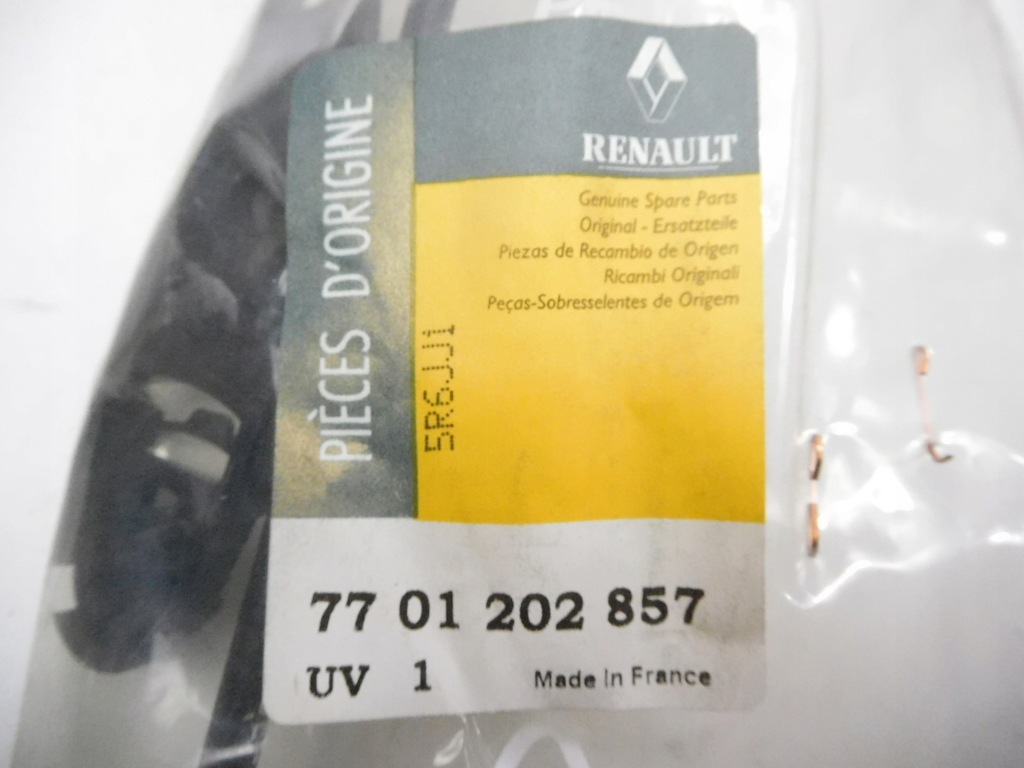 RENAULT
PIÈCES D'ORIGINE
Genuine Spare Parts
Original - Ersatzteile
Piezas de Recambio de Origen
Ricambi Originali
Peças-Sobresselentes de Origem
5R6JJ1
77 01 202 857
UV 1 Made In France